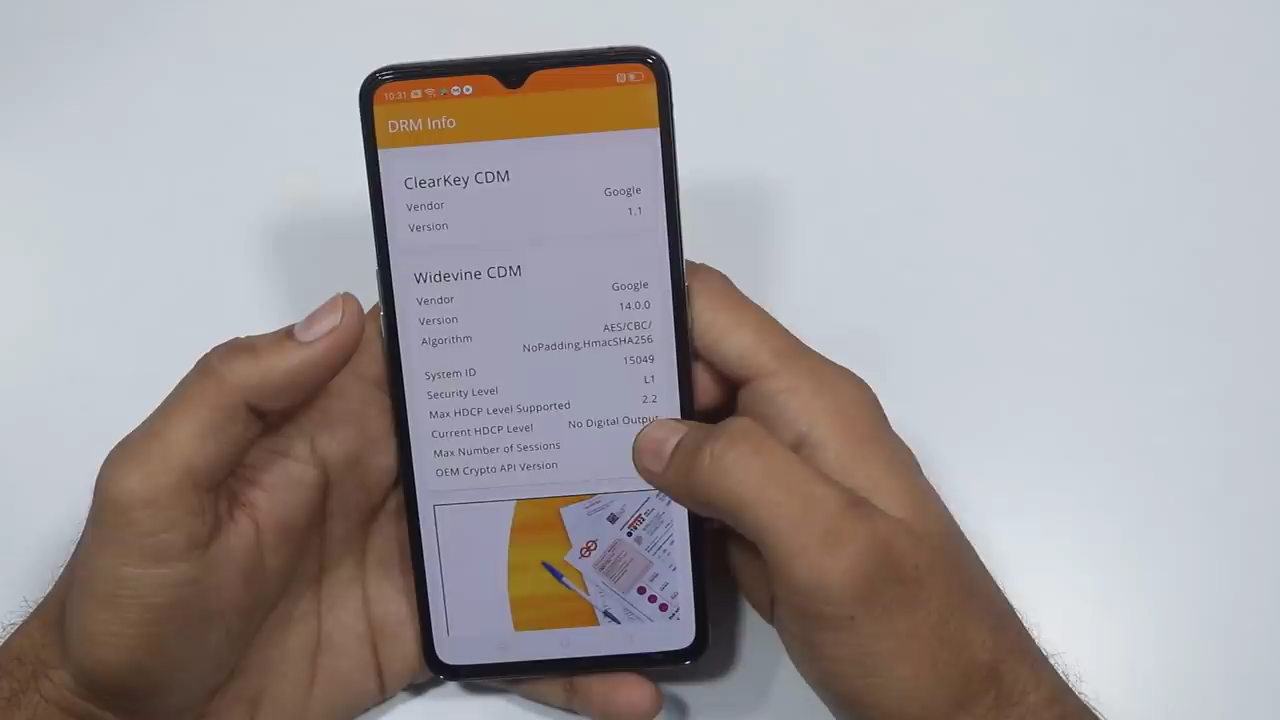 10:31
DRM Info
ClearKey CDM
Vendor Google
Version 1.1
Widevine CDM
Vendor Google
Version 14.0.0
Algorithm AES/CBC/
NoPadding,HmacSHA256
System ID 15049
Security Level L1
Max HDCP Level Supported 2.2
Current HDCP Level No Digital Output
Max Number of Sessions
OEM Crypto API Version